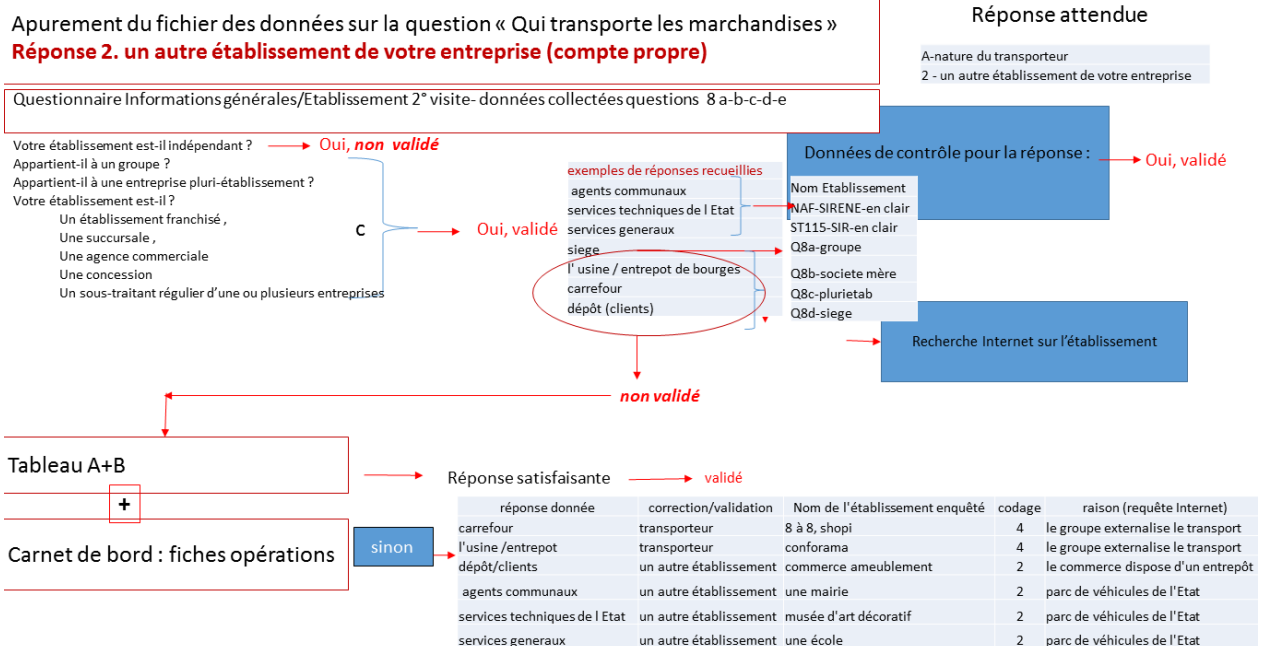 Apurement du fichier des données sur la question « Qui transporte les marchandises »
Réponse 2. un autre établissement de votre entreprise (compte propre)
Réponse attendue
A-nature du transporteur
2 - un autre établissement de votre entreprise
Questionnaire Informations générales/Etablissement 2° visite- données collectées questions 8 a-b-c-d-e
Votre établissement est-il indépendant ?
Oui, non validé
Appartient-il à un groupe ?
Appartient-il à une entreprise pluri-établissement ?
Votre établissement est-il ?
Un établissement franchisé ,
Une succursale ,
Une agence commerciale
Une concession
Un sous-traitant régulier d'une ou plusieurs entreprises
C
Oui, validé
exemples de réponses recueillies
agents communaux
services techniques de l Etat
services generaux
siege
l' usine / entrepot de bourges
carrefour
dépôt (clients)
Données de contrôle pour la réponse :
Oui, validé
Nom Etablissement
NAF-SIRENE-en clair
ST115-SIR-en clair
Q8a-groupe
Q8b-societe mère
Q8c-plurietab
Q8d-siege
Recherche Internet sur l'établissement
non validé
Tableau A+B
+
Carnet de bord : fiches opérations
Réponse satisfaisante
validé
sinon
réponse donnée correction/validation Nom de l'établissement enquêté codage raison (requête Internet)
carrefour transporteur 8 à 8, shopi 4 le groupe externalise le transport
l'usine /entrepot transporteur conforama 4 le groupe externalise le transport
dépôt/clients un autre établissement commerce ameublement 2 le commerce dispose d'un entrepôt
agents communaux un autre établissement une mairie 2 parc de véhicules de l'Etat
services techniques de l Etat un autre établissement musée d'art décoratif 2 parc de véhicules de l'Etat
services generaux un autre établissement une école 2 parc de véhicules de l'Etat